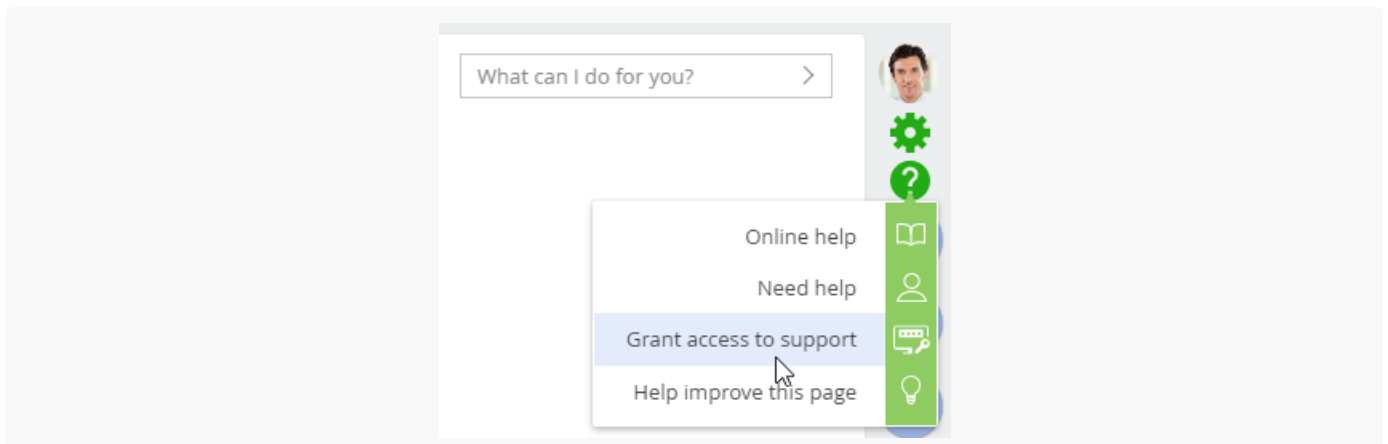 What can I do for you?
?
Online help
Need help
Grant access to support
Help improve this page